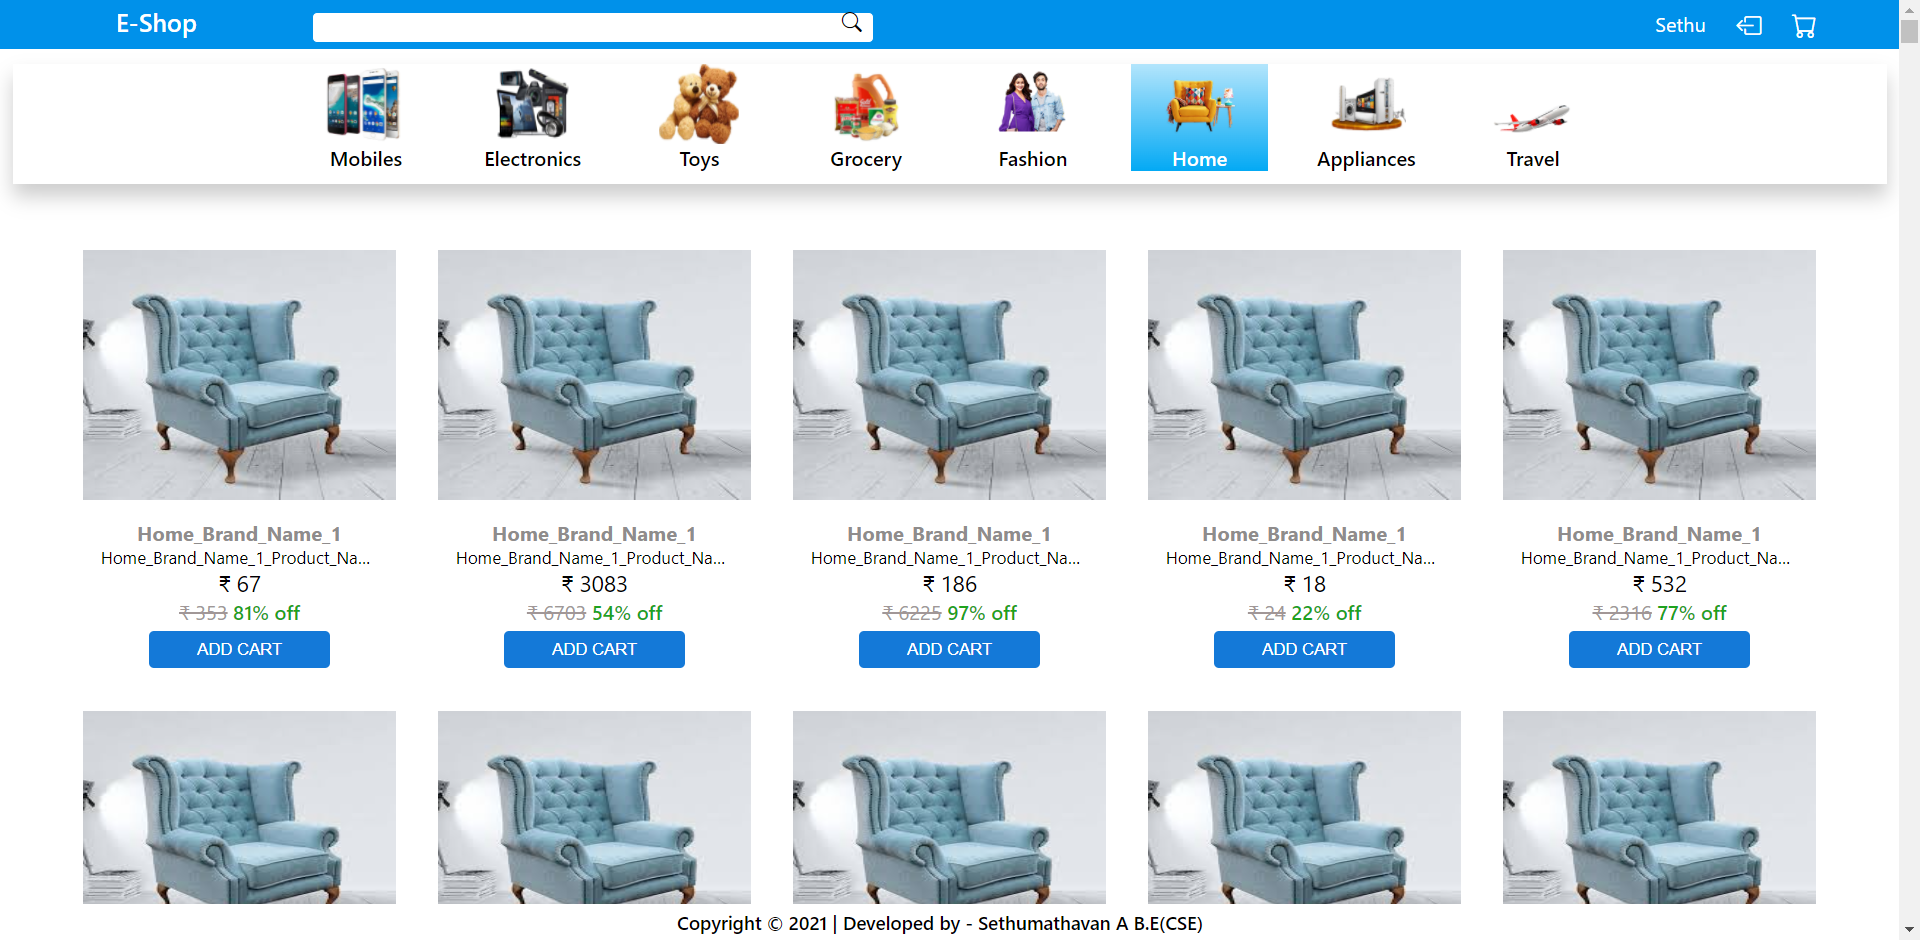 E-Shop
Sethu
Mobiles Electronics Toys Grocery Fashion Home Appliances Travel
Home_Brand_Name_1 Home_Brand_Name_1 Home_Brand_Name_1 Home_Brand_Name_1 Home_Brand_Name_1
Home_Brand_Name_1_Product_Na... Home_Brand_Name_1_Product_Na... Home_Brand_Name_1_Product_Na... Home_Brand_Name_1_Product_Na... Home_Brand_Name_1_Product_Na...
₹ 67 ₹ 3083 ₹ 186 ₹ 18 ₹ 532
₹ 353 81% off ₹ 6703 54% off ₹ 6225 97% off ₹ 24 22% off ₹ 2316 77% off
ADD CART ADD CART ADD CART ADD CART ADD CART
Copyright © 2021 | Developed by - Sethumathavan A B.E(CSE)